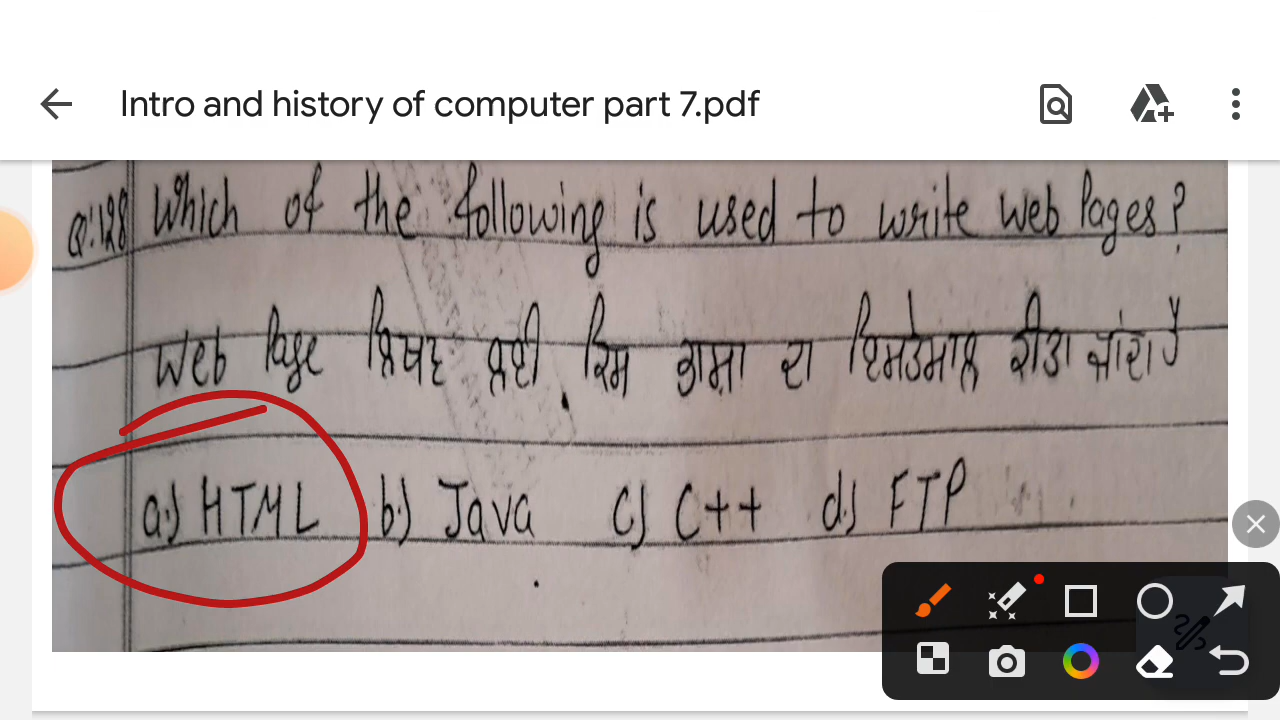 Intro and history of computer part 7.pdf
Q.128 Which of the following is used to write Web Pages?
Web Page ਲਿਖਣ ਲਈ ਕਿਸ ਭਾਸ਼ਾ ਦਾ ਇਸਤੇਮਾਲ ਕੀਤਾ ਜਾਂਦਾ ਹੈ
a.) HTML b.) Java c.) C++ d.) FTP